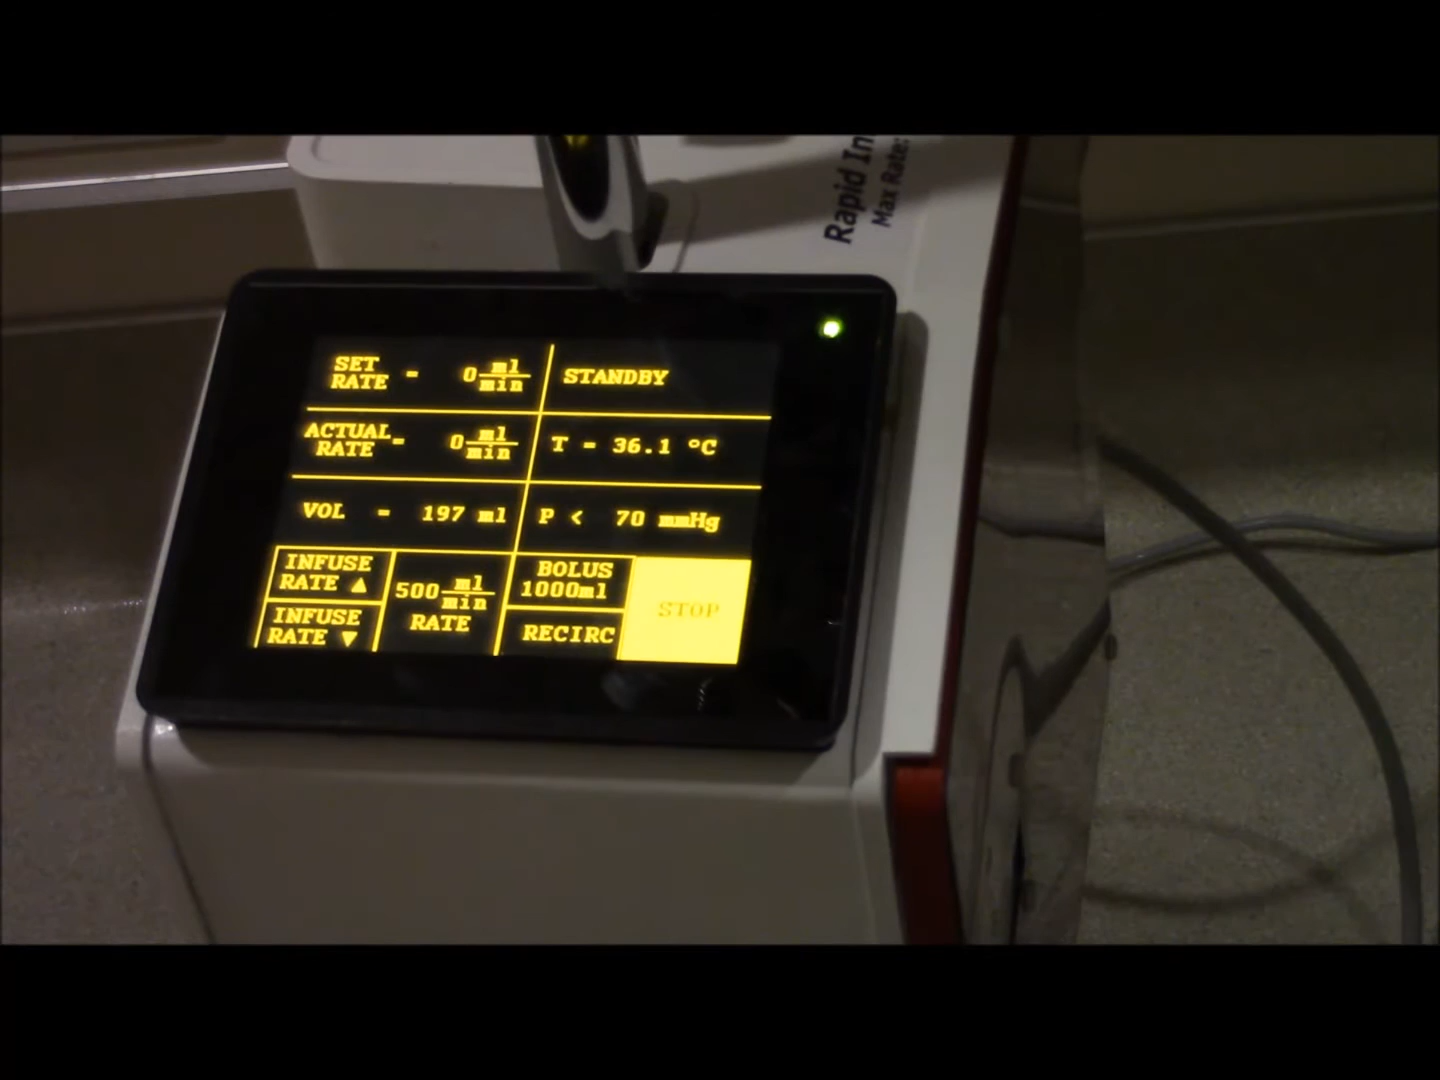 Rapid In
Max Rate:
SET RATE = 0 ml/min
STANDBY
ACTUAL RATE = 0 ml/min
T = 36.1 °C
VOL = 197 ml
P < 70 mmHg
INFUSE RATE ▲
INFUSE RATE ▼
500 ml/min RATE
BOLUS 1000ml
RECIRC
STOP